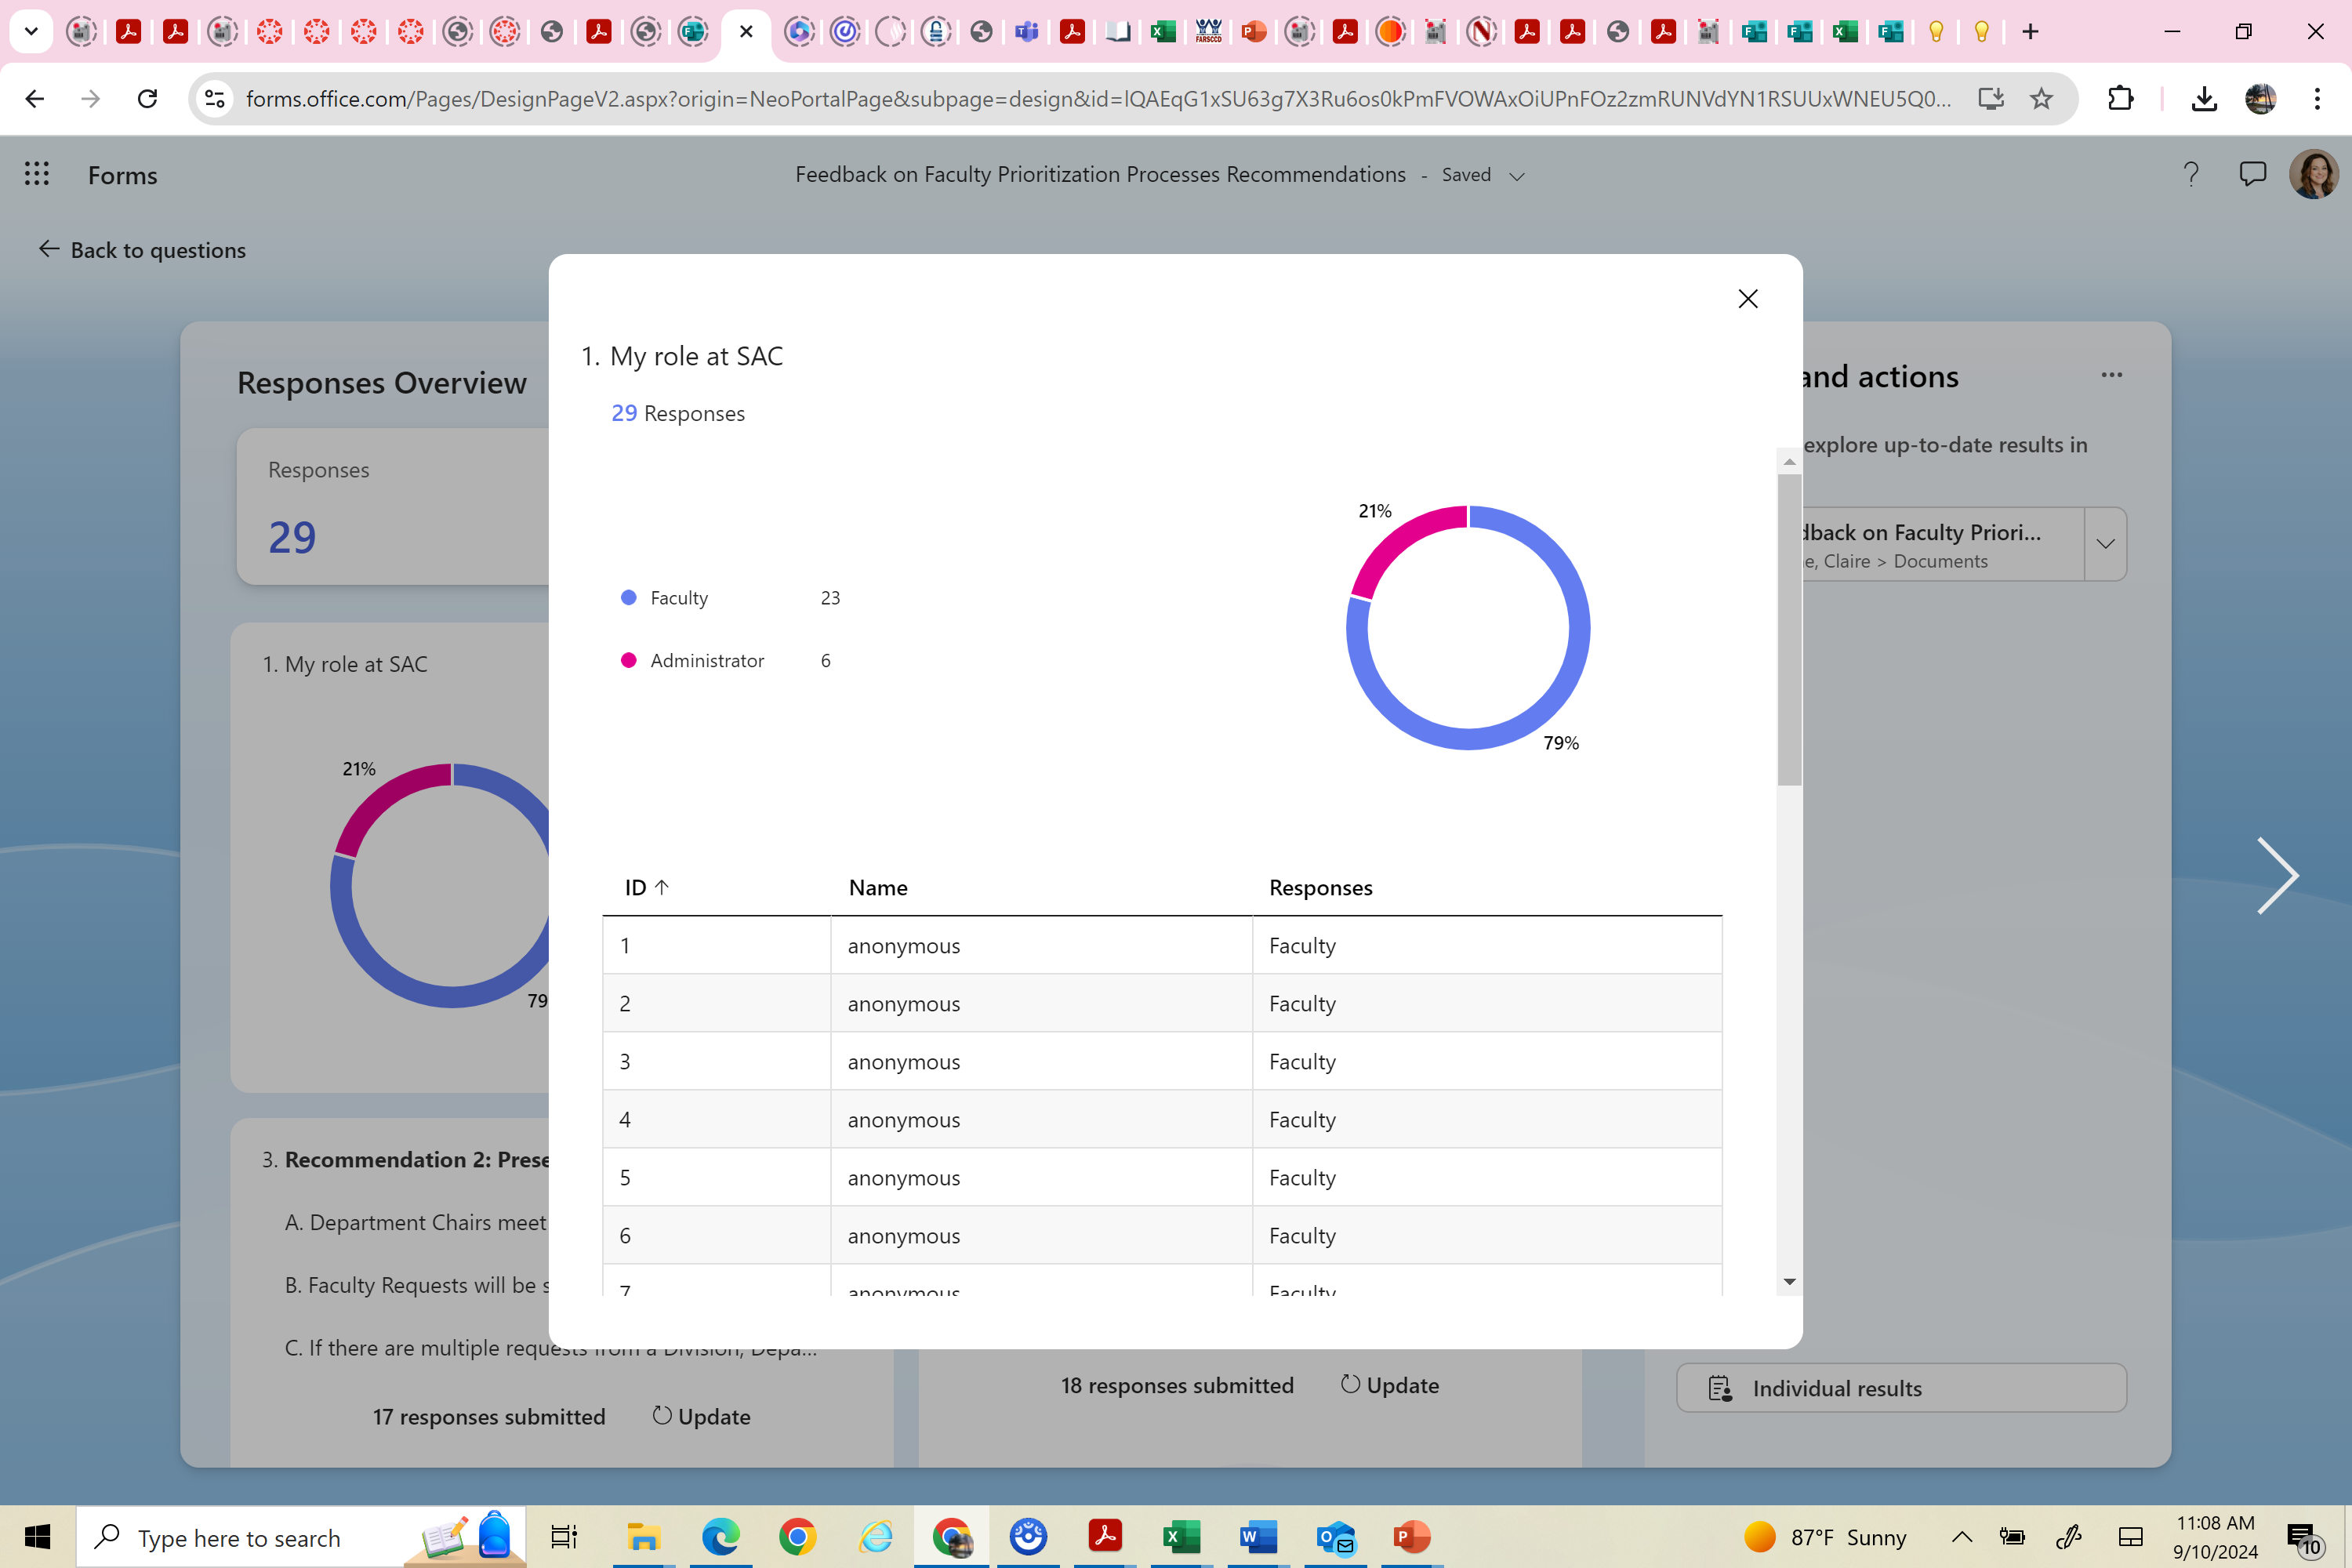 forms.office.com/Pages/DesignPageV2.aspx?origin=NeoPortalPage&subpage=design&id=lQAEqG1xSU63g7X3Ru6os0kPmFVOWAxOiUPnFOz2zmRUNVdYN1RSUUxWNEU5Q0...
Forms
Feedback on Faculty Prioritization Processes Recommendations - Saved
Back to questions
Responses Overview
Responses
29
1. My role at SAC
21%
79
3. Recommendation 2: Prese
A. Department Chairs meet
B. Faculty Requests will be s
C. If there are multiple requests from a Division, Depa...
17 responses submitted Update
1. My role at SAC
29 Responses
Faculty 23
Administrator 6
21%
79%
ID ↑ Name Responses
1 anonymous Faculty
2 anonymous Faculty
3 anonymous Faculty
4 anonymous Faculty
5 anonymous Faculty
6 anonymous Faculty
7 anonymous Faculty
18 responses submitted Update
and actions
explore up-to-date results in
dback on Faculty Priori...
e, Claire > Documents
Individual results
Type here to search
87°F Sunny
11:08 AM
9/10/2024
10